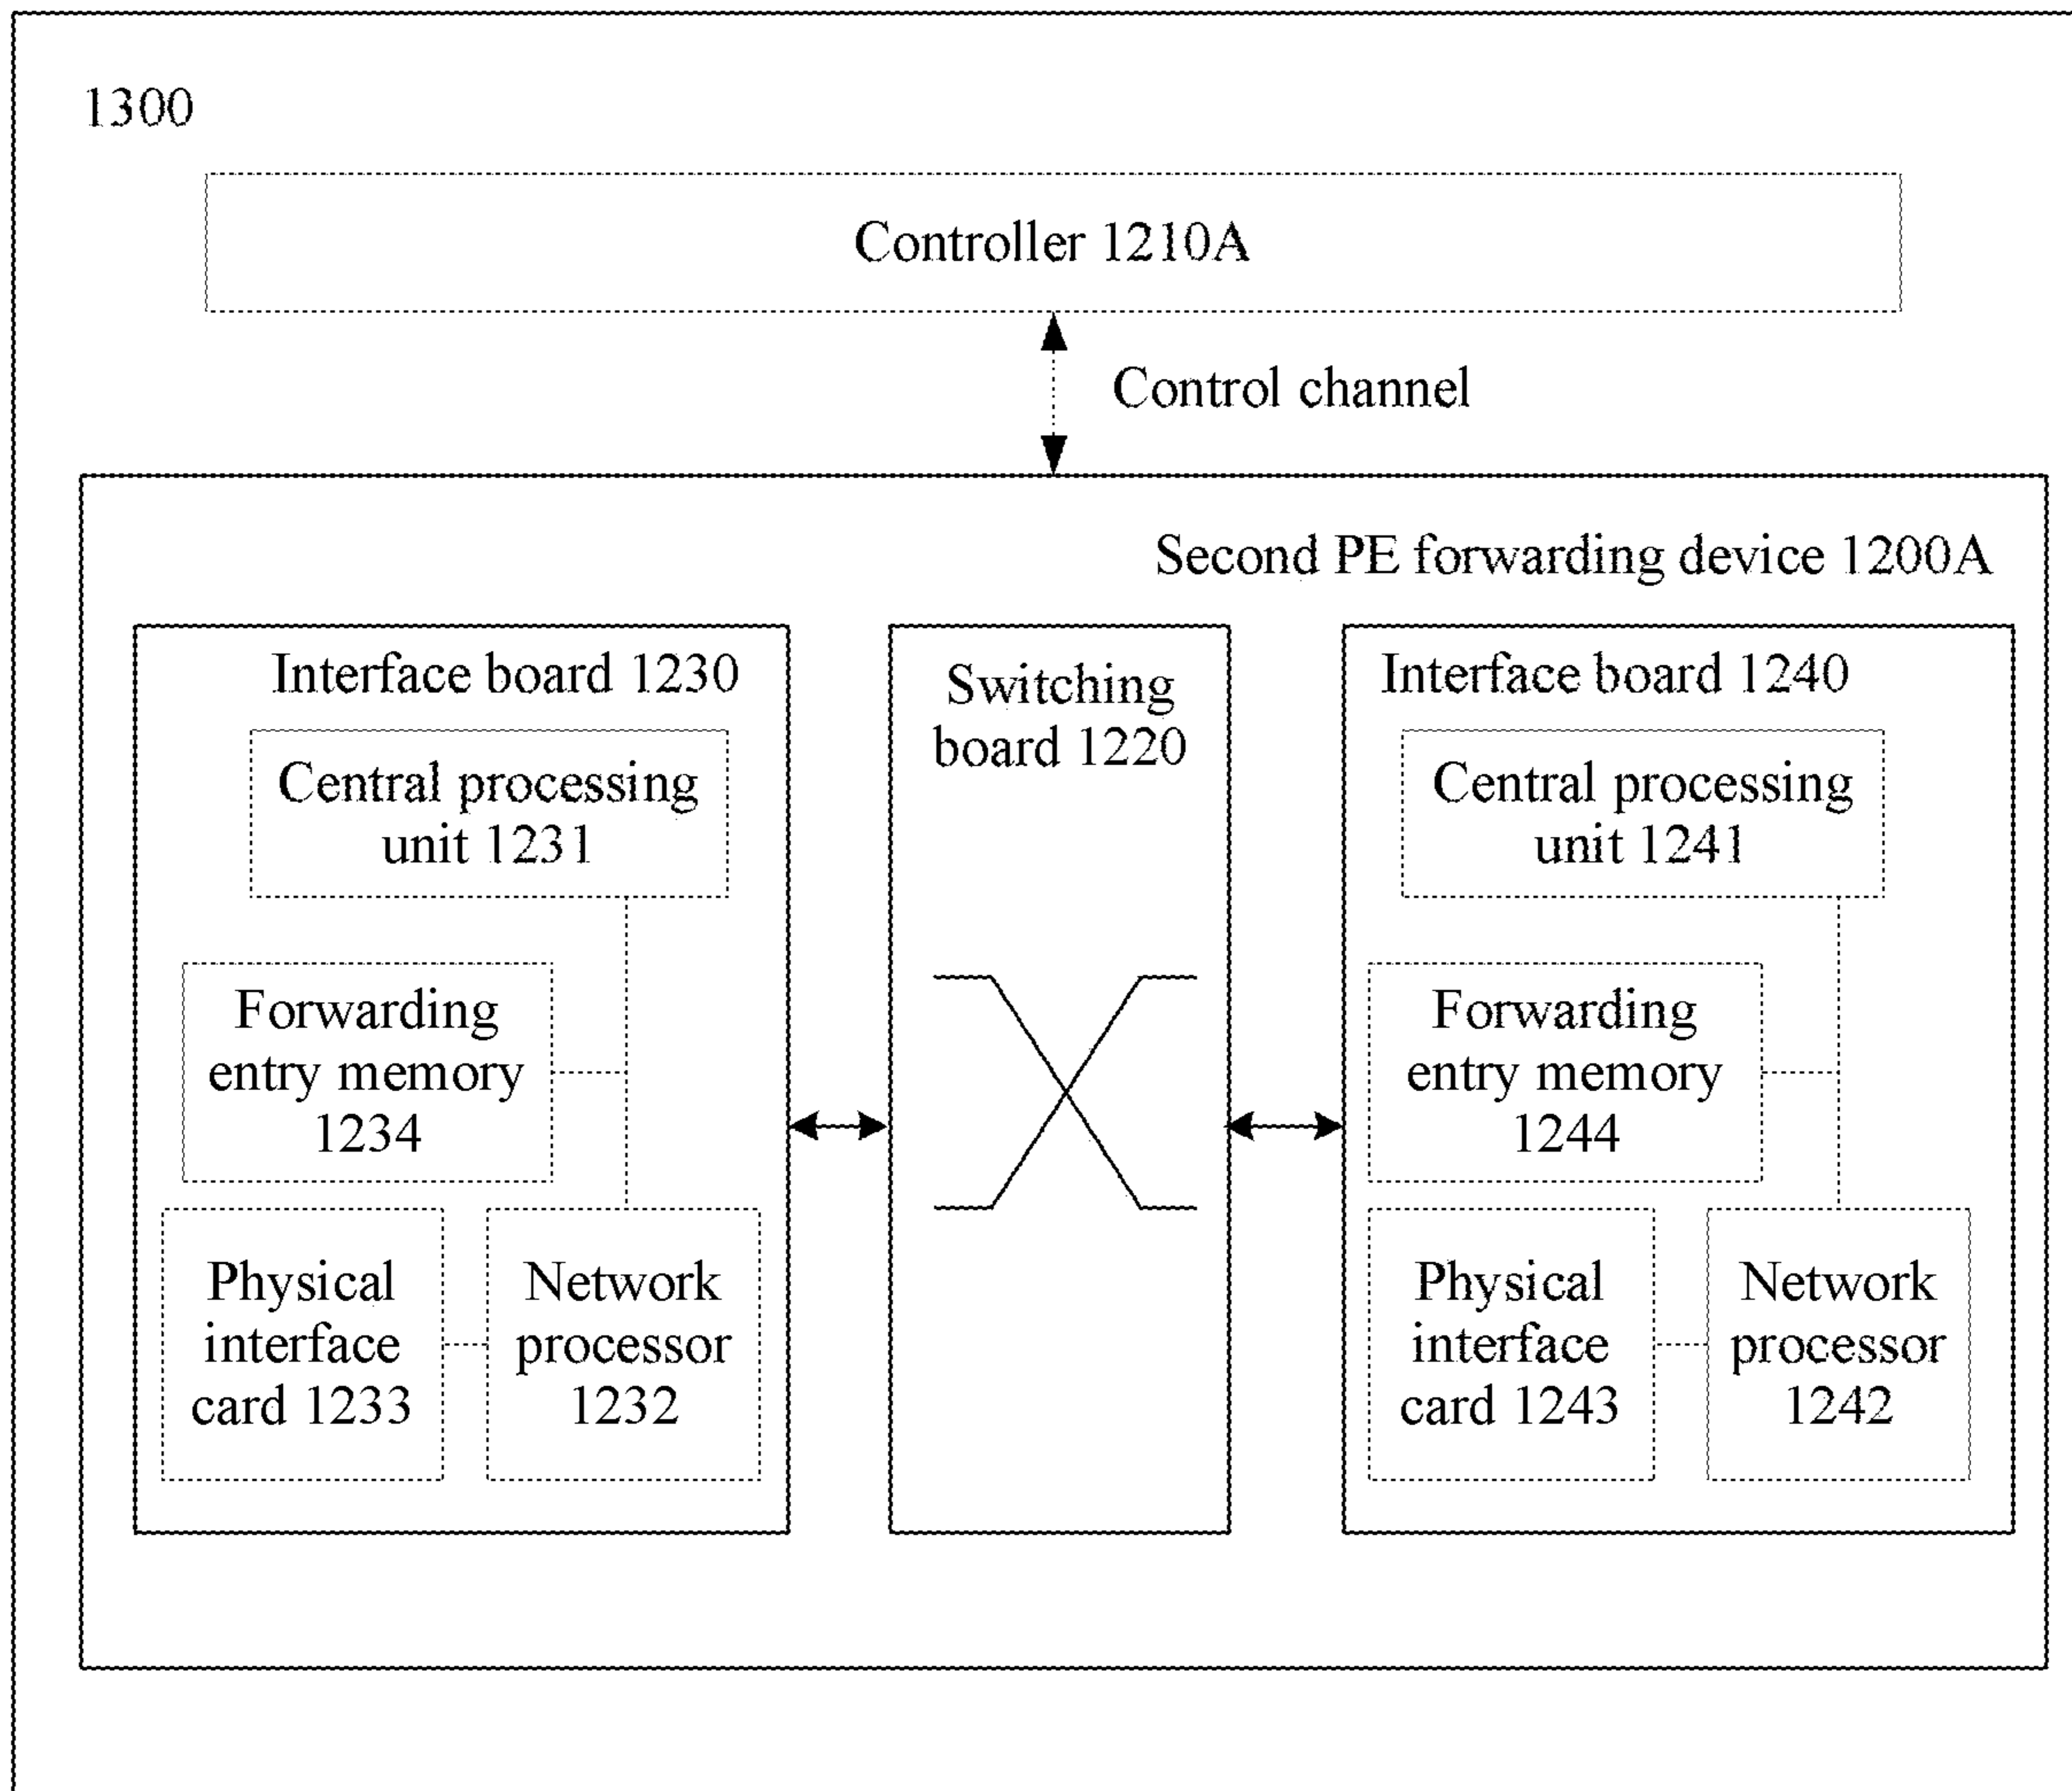 1300
Controller 1210A
Control channel
Second PE forwarding device 1200A
Interface board 1230
Central processing
unit 1231
Forwarding
entry memory
1234
Physical
interface
card 1233
Network
processor
1232
Switching
board 1220
Interface board 1240
Central processing
unit 1241
Forwarding
entry memory
1244
Physical
interface
card 1243
Network
processor
1242